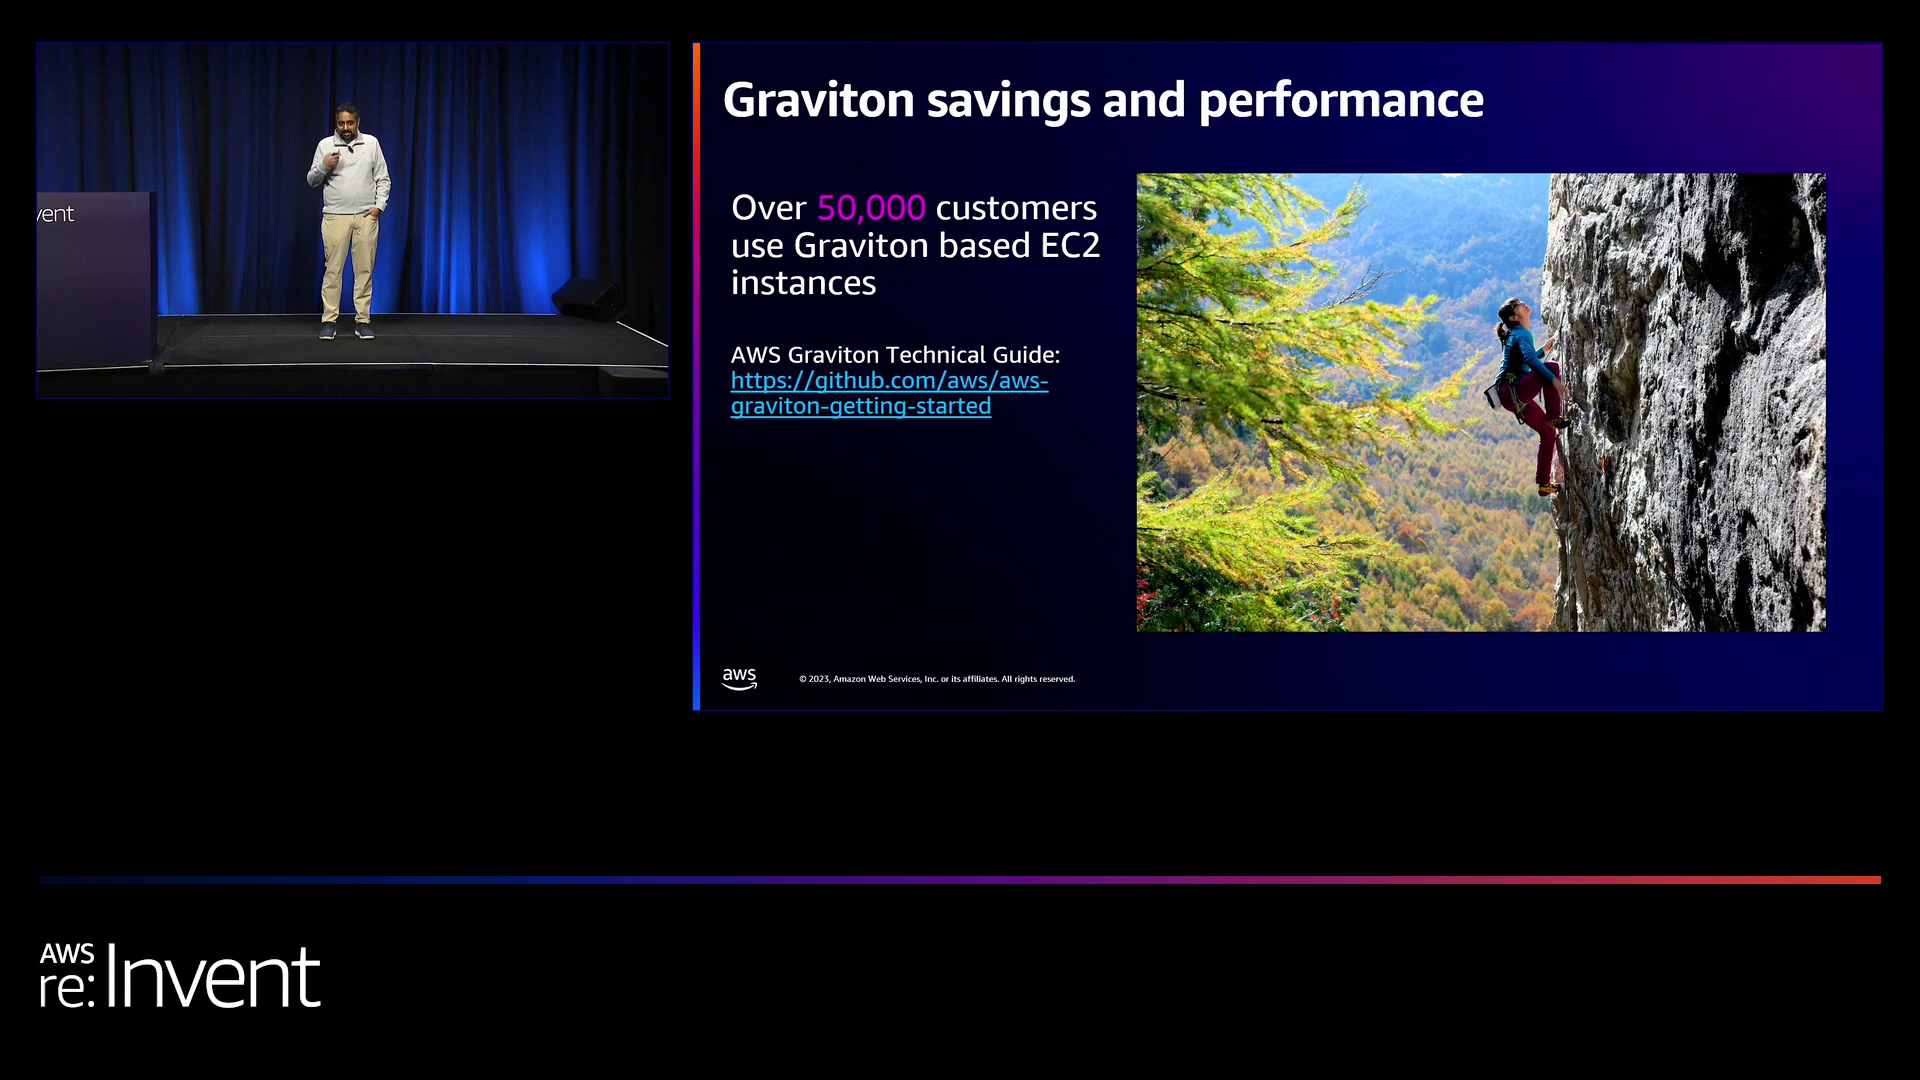 vent
Graviton savings and performance
Over 50,000 customers
use Graviton based EC2
instances
AWS Graviton Technical Guide:
https://github.com/aws/aws-
graviton-getting-started
aws
© 2023, Amazon Web Services, Inc. or its affiliates. All rights reserved.
AWS
re:Invent